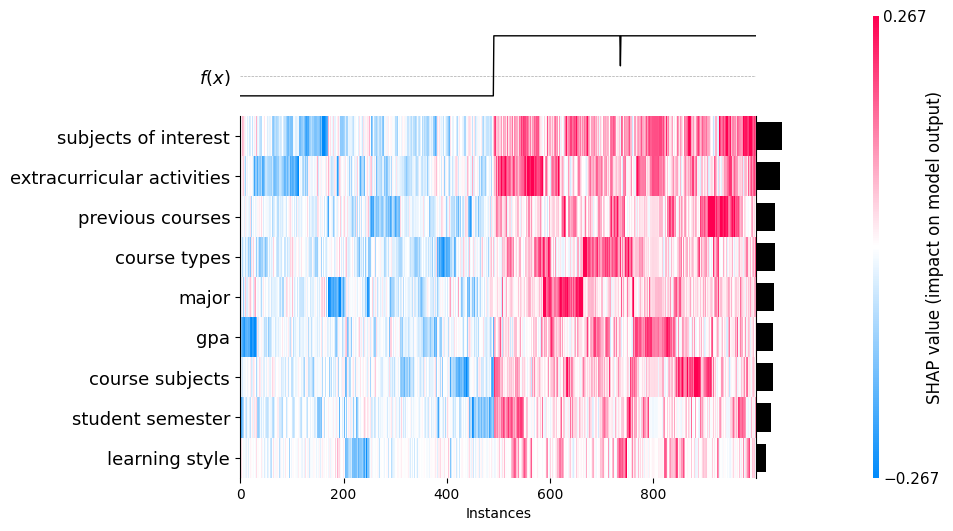 0.267
f(x)
subjects of interest
extracurricular activities
previous courses
course types
major
gpa
course subjects
student semester
learning style
0 200 400 600 800
Instances
−0.267
SHAP value (impact on model output)